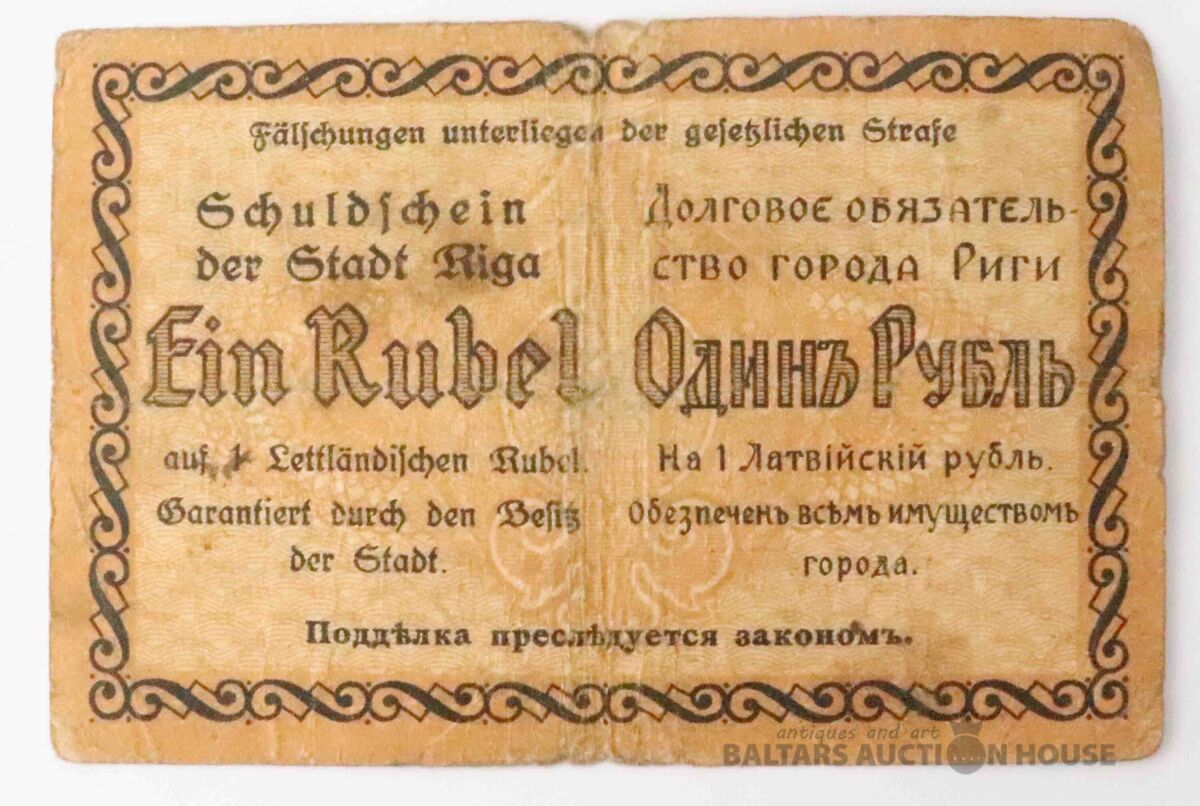 Fälschungen unterliegen der gesetzlichen Strafe
Schuldschein
der Stadt Riga
Ein Rubel
auf 1 Lettländischen Rubel.
Garantiert durch den Besitz
der Stadt.
Долговое обязатель-
ство города Риги
Одинъ Рубль
На 1 Латвійскій рубль.
Обезпеченъ всѣмъ имуществомъ
города.
Поддѣлка преслѣдуется закономъ.
antiques and art
BALTARS AUCTION HOUSE